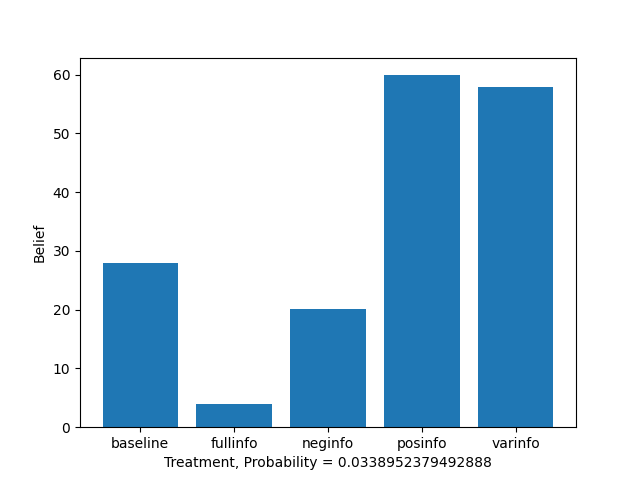 60
50
40
30
20
10
0
Belief
baseline fullinfo neginfo posinfo varinfo
Treatment, Probability = 0.0338952379492888